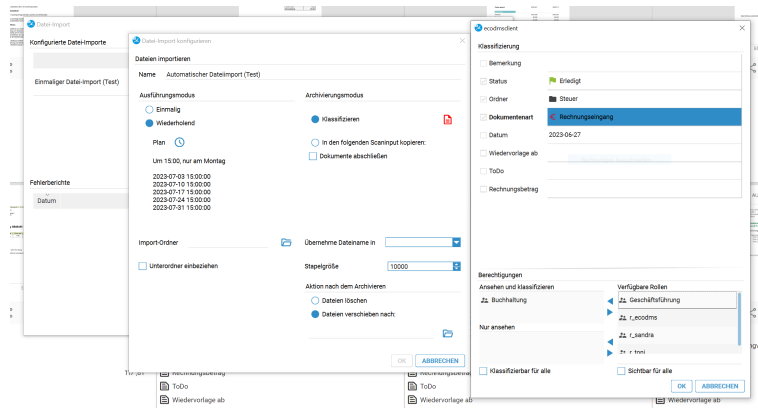 Datei-Import
Konfigurierte Datei-Importe
Einmaliger Datei-Import (Test)
Fehlerberichte
Datum
Datei-Import konfigurieren
Dateien importieren
Name Automatischer Dateiimport (Test)
Ausführungsmodus
Einmalig
Wiederholend
Plan
Um 15:00, nur am Montag
2023-07-03 15:00:00
2023-07-10 15:00:00
2023-07-17 15:00:00
2023-07-24 15:00:00
2023-07-31 15:00:00
Archivierungsmodus
Klassifizieren
In den folgenden Scaninput kopieren:
Dokumente abschließen
Import-Ordner
Unterordner einbeziehen
Übernehme Dateiname in
Stapelgröße 10000
Aktion nach dem Archivieren
Dateien löschen
Dateien verschieben nach:
OK ABBRECHEN
ecodmsclient
Klassifizierung
Bemerkung
Status Erledigt
Ordner Steuer
Dokumentenart Rechnungseingang
Datum 2023-06-27
Wiedervorlage ab
ToDo
Rechnungsbetrag
Berechtigungen
Ansehen und klassifizieren
Buchhaltung
Nur ansehen
Verfügbare Rollen
Geschäftsführung
r_ecodms
r_sandra
r_toni
Klassifizierbar für alle
Sichtbar für alle
OK ABBRECHEN
Rechnungsbetrag
ToDo ToDo
Wiedervorlage ab Wiedervorlage ab Wiedervorlage ab